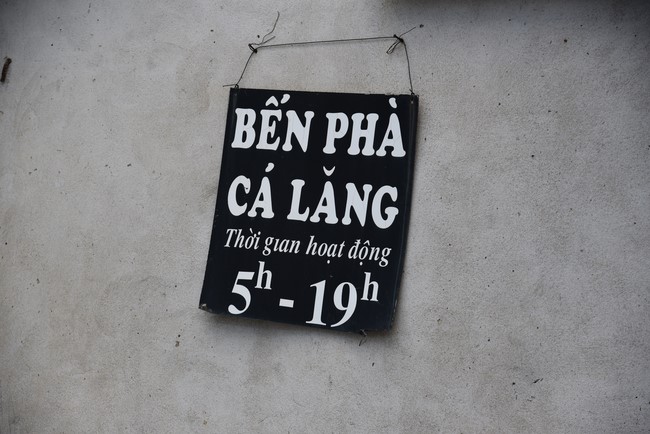 BẾN PHÀ
CÁ LĂNG
Thời gian hoạt động
5h - 19h